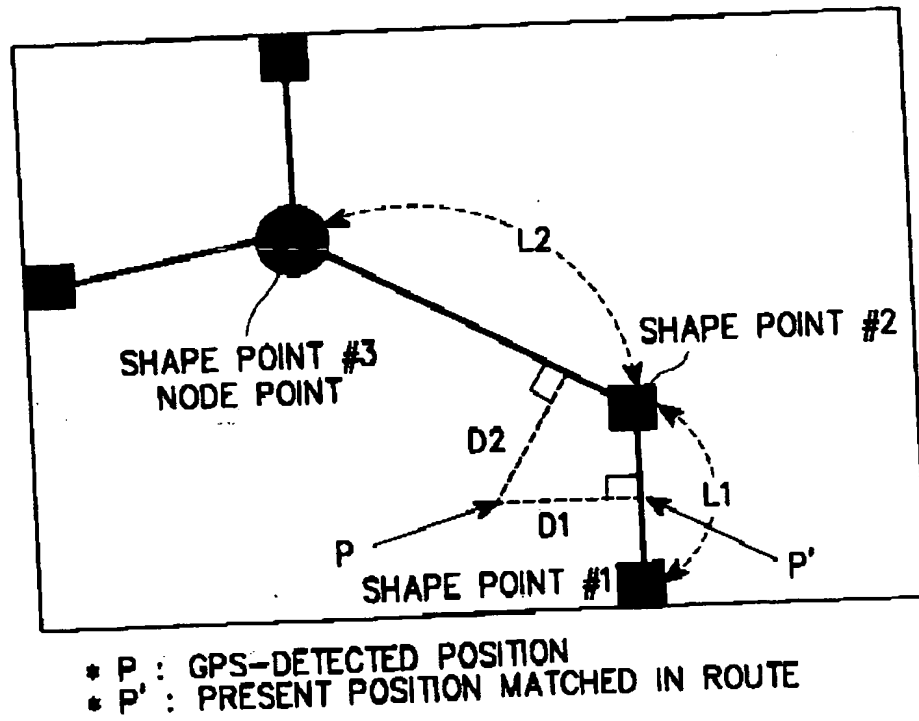 L2
SHAPE POINT #2
SHAPE POINT #3
NODE POINT
D2
L1
D1
P
P'
SHAPE POINT #1
* P : GPS-DETECTED POSITION
* P' : PRESENT POSITION MATCHED IN ROUTE